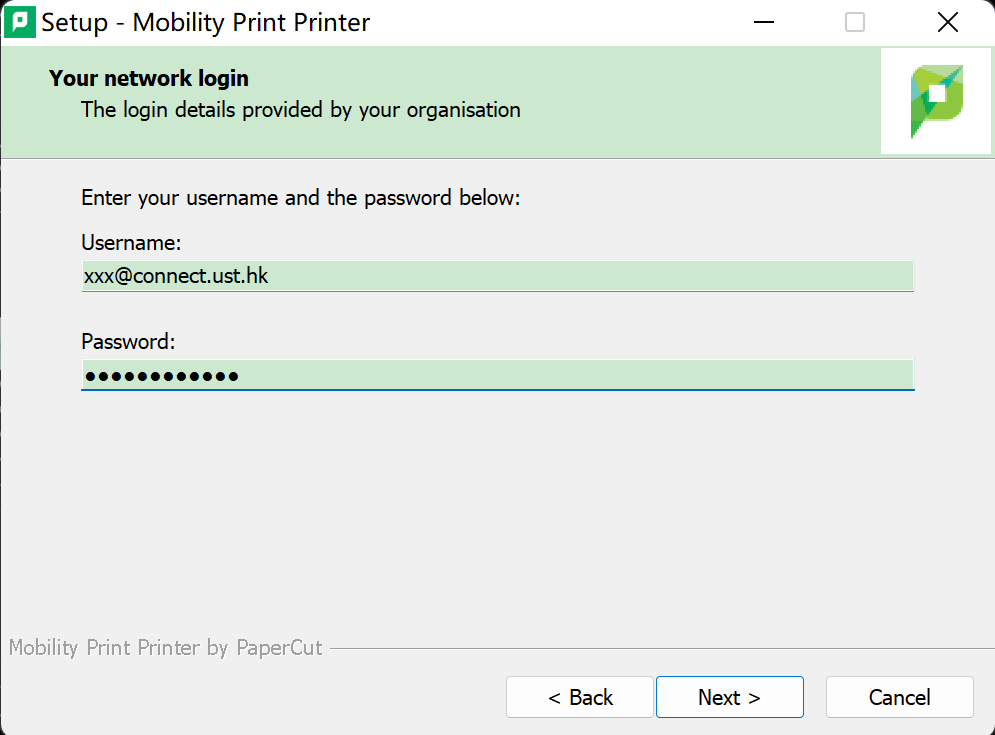 Setup - Mobility Print Printer
Your network login
The login details provided by your organisation
Enter your username and the password below:
Username:
xxx@connect.ust.hk
Password:
●●●●●●●●●●●●
Mobility Print Printer by PaperCut
< Back
Next >
Cancel